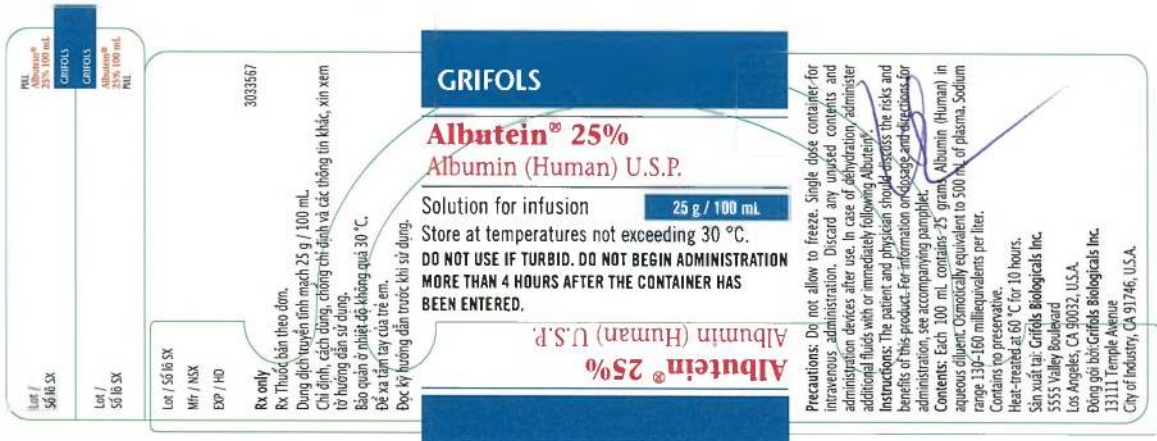 PULL
Albutein®
25% 100 mL
GRIFOLS
Lot /
Số lô SX
GRIFOLS
Albutein®
25% 100 mL
PULL
Lot /
Số lô SX
Lot / Số lô SX
Mfr / NSX
EXP / HD
3033567
Rx only
Rx Thuốc bán theo đơn.
Dung dịch truyền tĩnh mạch 25 g / 100 mL.
Chỉ định, cách dùng, chống chỉ định và các thông tin khác, xin xem
tờ hướng dẫn sử dụng.
Bảo quản ở nhiệt độ không quá 30 °C.
Để xa tầm tay của trẻ em.
Đọc kỹ hướng dẫn trước khi sử dụng.
GRIFOLS
Albutein® 25%
Albumin (Human) U.S.P.
Solution for infusion 25 g / 100 mL
Store at temperatures not exceeding 30 °C.
DO NOT USE IF TURBID. DO NOT BEGIN ADMINISTRATION
MORE THAN 4 HOURS AFTER THE CONTAINER HAS
BEEN ENTERED.
Albutein® 25%
Albumin (Human) U.S.P.
Precautions: Do not allow to freeze. Single dose container for
intravenous administration. Discard any unused contents and
administration devices after use. In case of dehydration, administer
additional fluids with or immediately following Albutein®.
Instructions: The patient and physician should discuss the risks and
benefits of this product. For information on dosage and directions for
administration, see accompanying pamphlet.
Contents: Each 100 mL contains 25 grams Albumin (Human) in
aqueous diluent. Osmotically equivalent to 500 mL of plasma. Sodium
range 130-160 milliequivalents per liter.
Contains no preservative.
Heat-treated at 60 °C for 10 hours.
Sản xuất tại: Grifols Biologicals Inc.
5555 Valley Boulevard
Los Angeles, CA 90032, U.S.A.
Đóng gói bởi:Grifols Biologicals Inc.
13111 Temple Avenue
City of Industry, CA 91746, U.S.A.